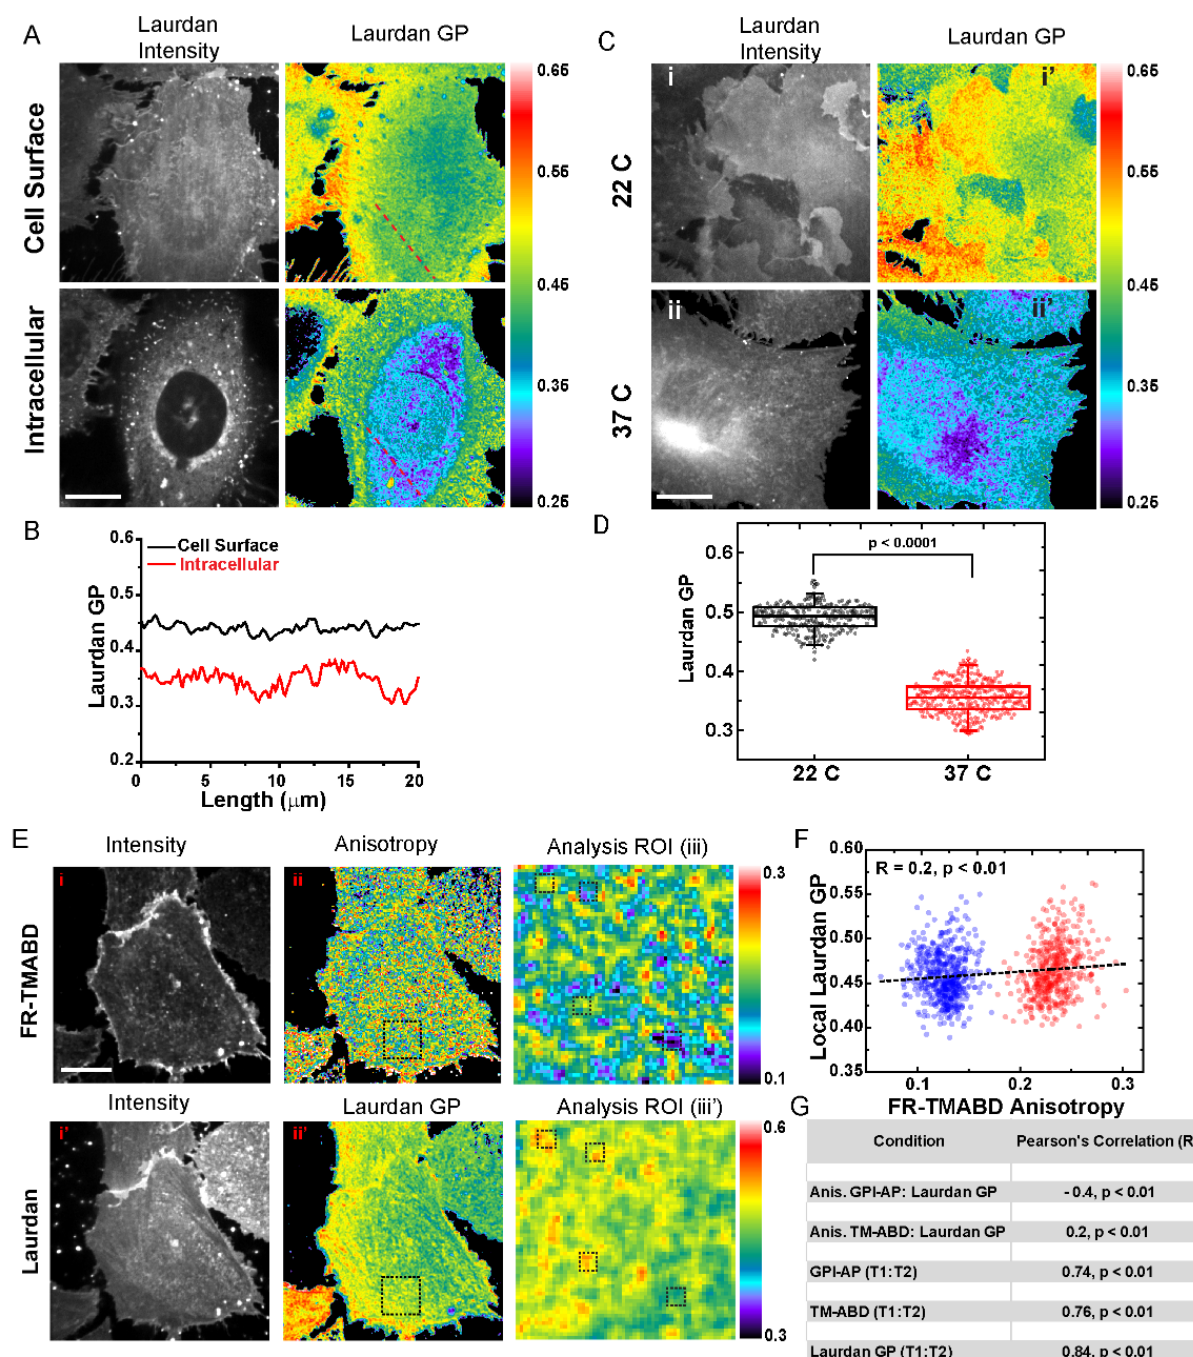 A
Laurdan Intensity
Laurdan GP
Cell Surface
Intracellular
0.65
0.55
0.45
0.35
0.25
C
Laurdan Intensity
Laurdan GP
i
i'
22 C
ii
ii'
37 C
0.65
0.55
0.45
0.35
0.25
B
0.6
0.5
0.4
0.3
0.2
Laurdan GP
Cell Surface
Intracellular
0
5
10
15
20
Length (μm)
D
p < 0.0001
0.6
0.5
0.4
0.3
Laurdan GP
22 C
37 C
E
Intensity
Anisotropy
Analysis ROI (iii)
i
ii
FR-TMABD
0.3
0.1
Intensity
Laurdan GP
Analysis ROI (iii')
i'
ii'
Laurdan
0.6
0.3
F
R = 0.2, p < 0.01
0.60
0.55
0.50
0.45
0.40
0.35
Local Laurdan GP
0.1
0.2
0.3
FR-TMABD Anisotropy
G
Condition
Pearson's Correlation (R
Anis. GPI-AP: Laurdan GP
- 0.4, p < 0.01
Anis. TM-ABD: Laurdan GP
0.2, p < 0.01
GPI-AP (T1:T2)
0.74, p < 0.01
TM-ABD (T1:T2)
0.76, p < 0.01
Laurdan GP (T1:T2)
0.84, p < 0.01